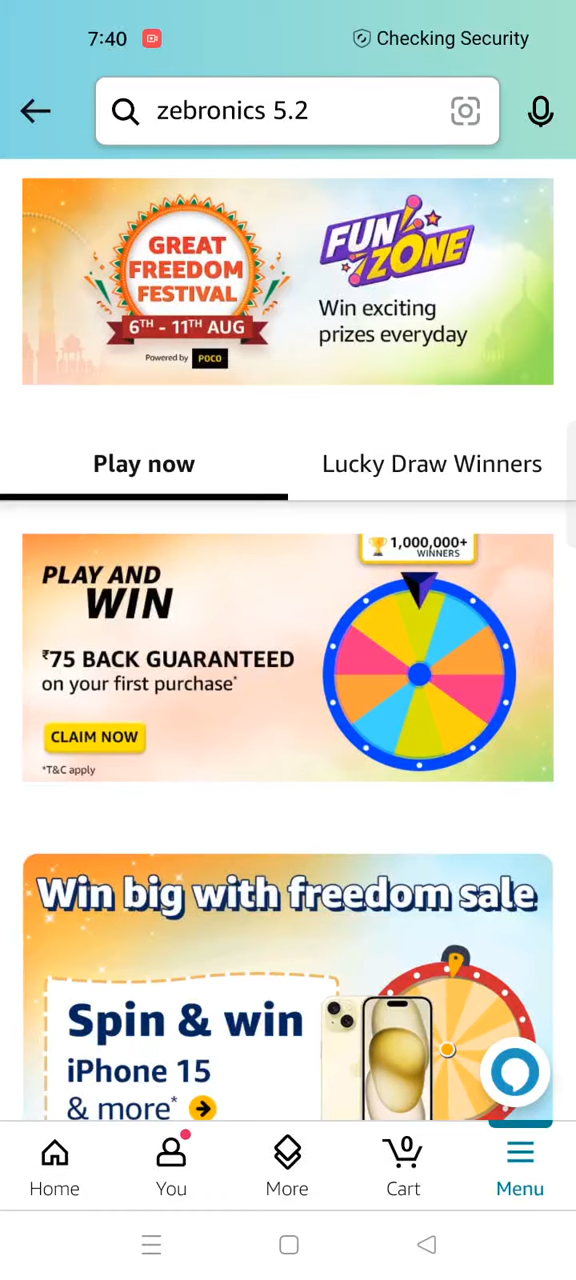 7:40
Checking Security
zebronics 5.2
GREAT
FREEDOM
FESTIVAL
6TH - 11TH AUG
Powered by POCO
FUN
ZONE
Win exciting
prizes everyday
Play now
Lucky Draw Winners
PLAY AND
WIN
₹75 BACK GUARANTEED
on your first purchase*
CLAIM NOW
*T&C apply
1,000,000+
WINNERS
Win big with freedom sale
Spin & win
iPhone 15
& more*
0
Home
You
More
Cart
Menu